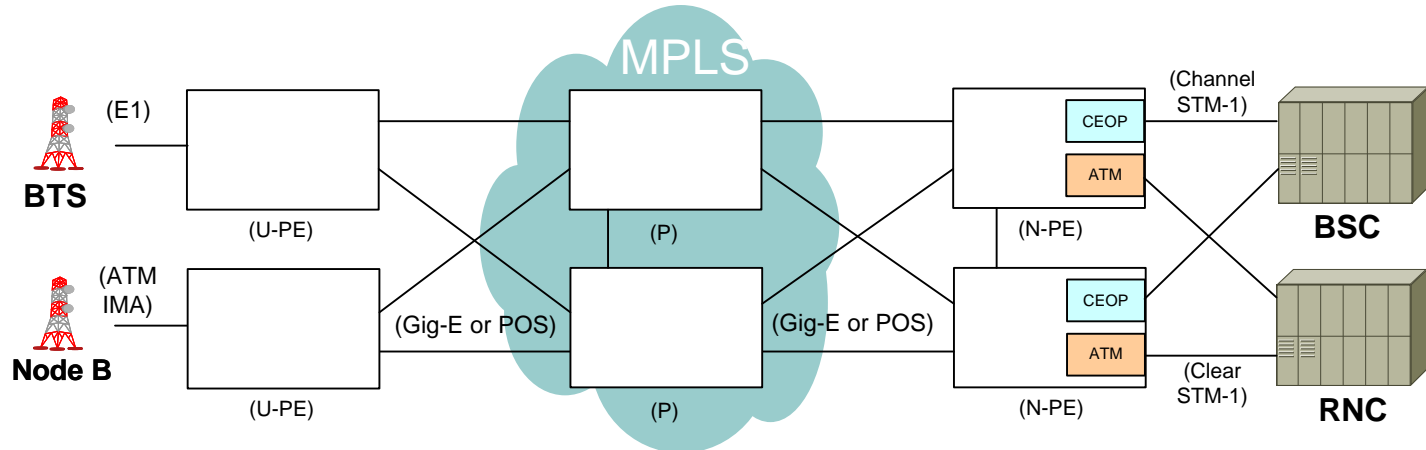 MPLS
(E1)
BTS
(U-PE)
(P)
CEOP
ATM
(N-PE)
(Channel
STM-1)
BSC
(ATM
IMA)
Node B
(U-PE)
(Gig-E or POS)
(P)
(Gig-E or POS)
CEOP
ATM
(N-PE)
(Clear
STM-1)
RNC